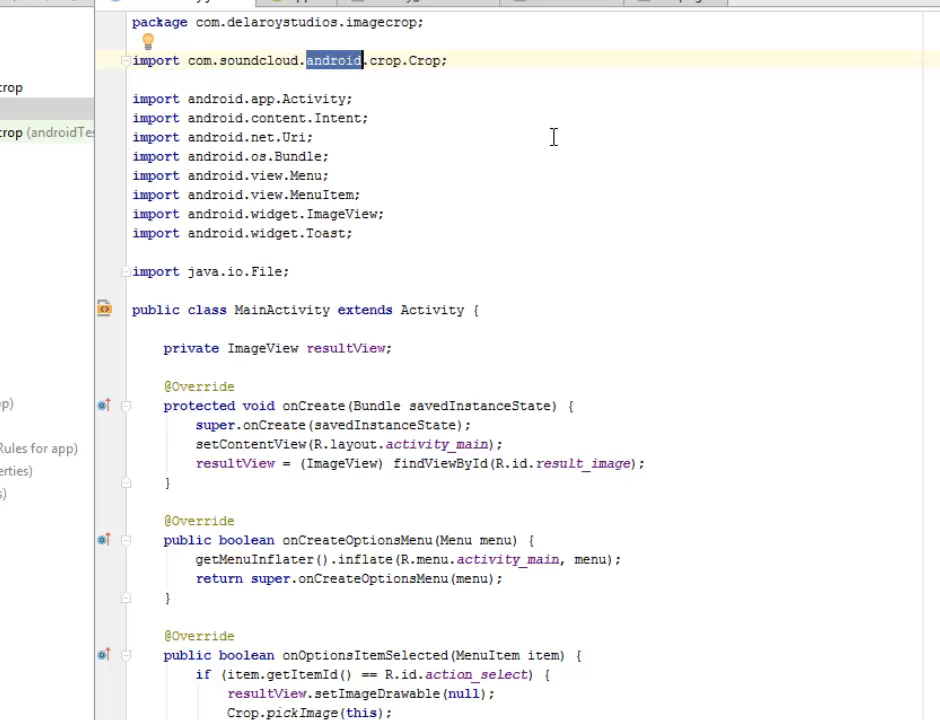 package com.delaroystudios.imagecrop;
import com.soundcloud.android.crop.Crop;
crop
import android.app.Activity;
import android.content.Intent;
crop (androidTes
import android.net.Uri;
import android.os.Bundle;
import android.view.Menu;
import android.view.MenuItem;
import android.widget.ImageView;
import android.widget.Toast;
import java.io.File;
public class MainActivity extends Activity {
private ImageView resultView;
@Override
p)
protected void onCreate(Bundle savedInstanceState) {
super.onCreate(savedInstanceState);
setContentView(R.layout.activity_main);
Rules for app)
resultView = (ImageView) findViewById(R.id.result_image);
erties)
}
s)
@Override
public boolean onCreateOptionsMenu(Menu menu) {
getMenuInflater().inflate(R.menu.activity_main, menu);
return super.onCreateOptionsMenu(menu);
}
@Override
public boolean onOptionsItemSelected(MenuItem item) {
if (item.getItemId() == R.id.action_select) {
resultView.setImageDrawable(null);
Crop.pickImage(this);